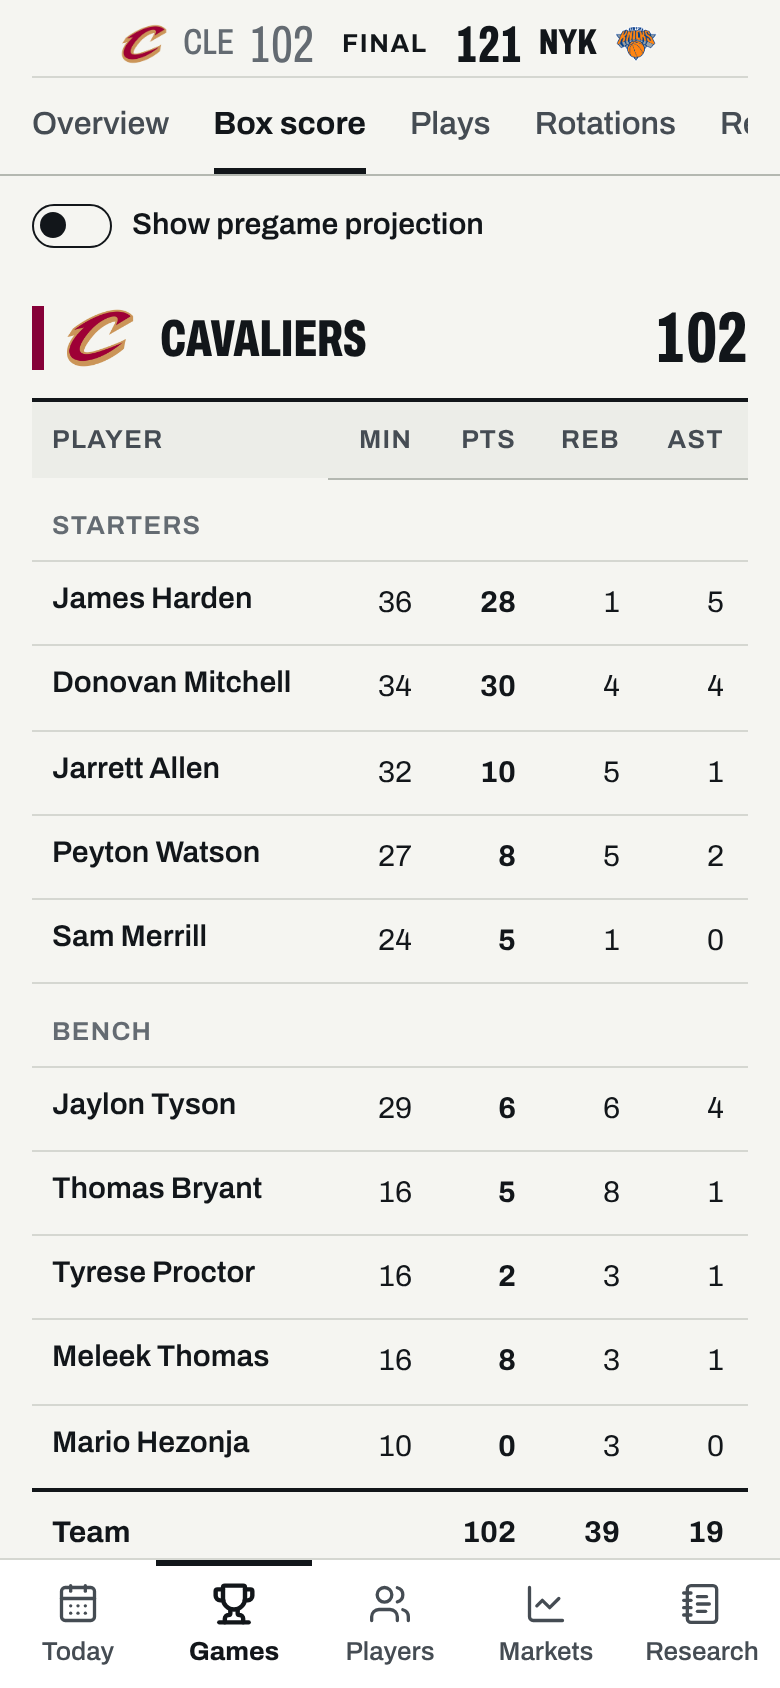 CLE 102 FINAL 121 NYK
Overview Box score Plays Rotations
Show pregame projection
CAVALIERS 102
PLAYER MIN PTS REB AST
STARTERS
James Harden 36 28 1 5
Donovan Mitchell 34 30 4 4
Jarrett Allen 32 10 5 1
Peyton Watson 27 8 5 2
Sam Merrill 24 5 1 0
BENCH
Jaylon Tyson 29 6 6 4
Thomas Bryant 16 5 8 1
Tyrese Proctor 16 2 3 1
Meleek Thomas 16 8 3 1
Mario Hezonja 10 0 3 0
Team 102 39 19
Today Games Players Markets Research